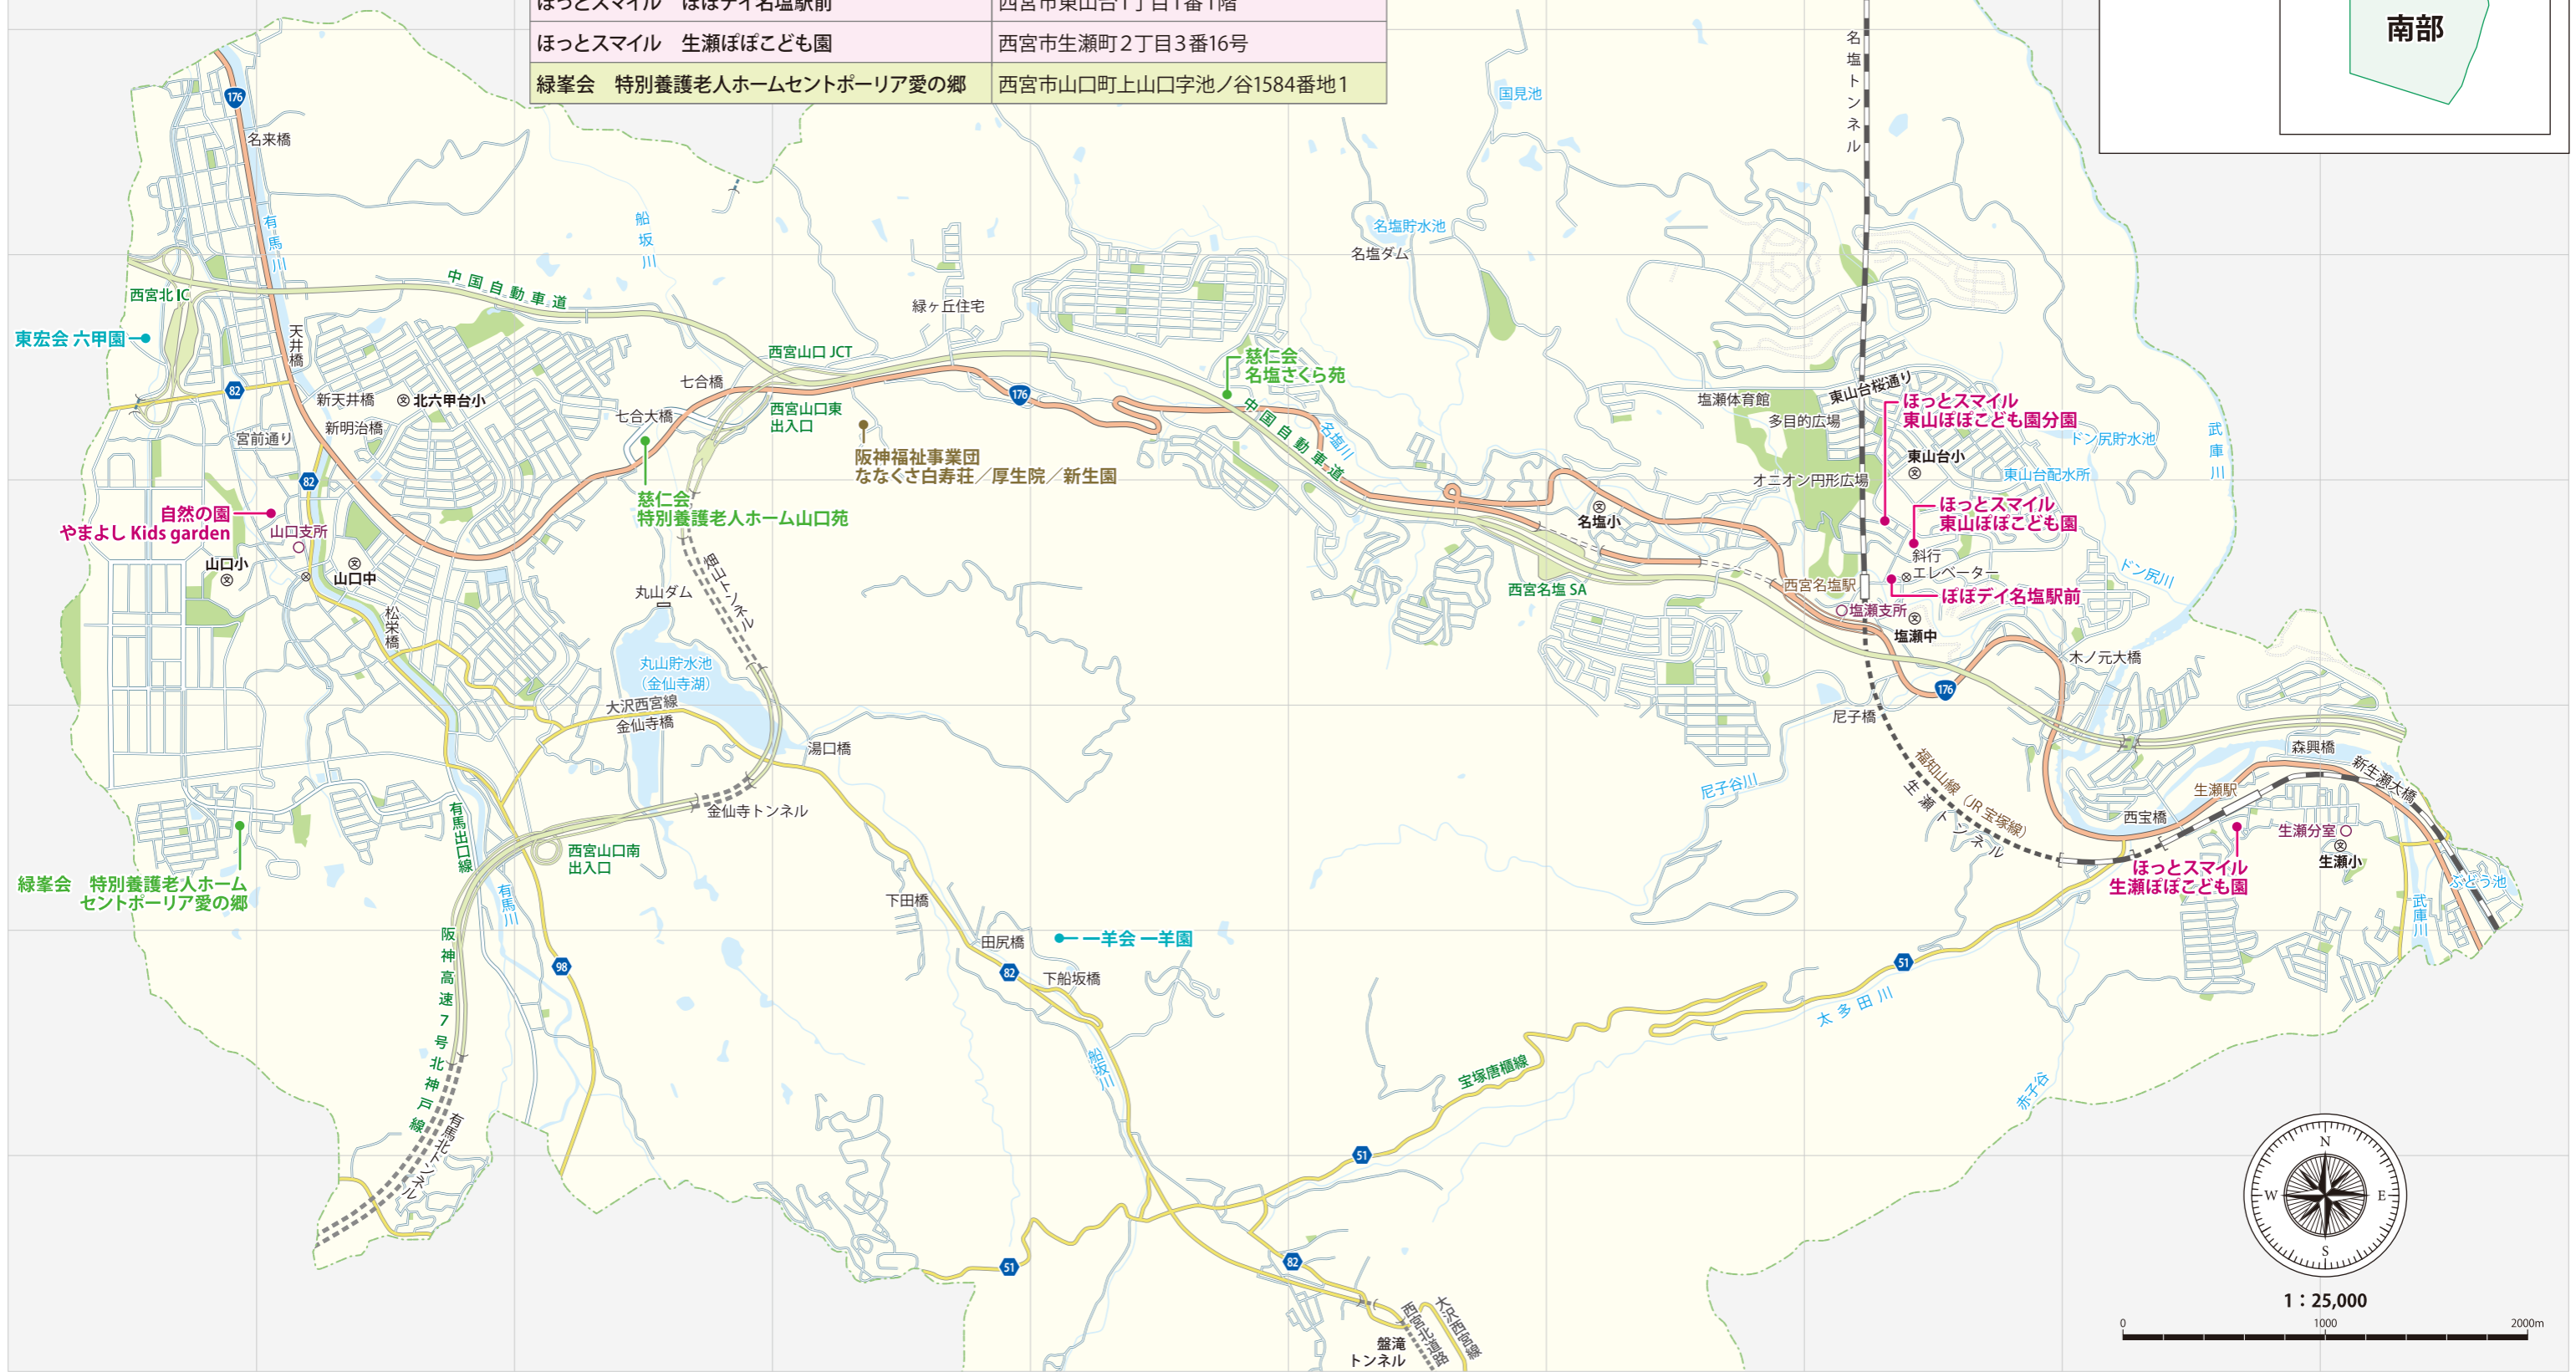 ほっとスマイル　ぽぽデイ名塩駅前
西宮市東山台1丁目1番1階
ほっとスマイル　生瀬ぽぽこども園
西宮市生瀬町2丁目3番16号
緑峯会　特別養護老人ホームセントポーリア愛の郷
西宮市山口町上山口字池ノ谷1584番地1
南部
名塩トンネル
国見池
176
名来橋
有馬川
船坂川
名塩貯水池
名塩ダム
中国自動車道
西宮北IC
緑ヶ丘住宅
東宏会 六甲園
天井橋
西宮山口 JCT
慈仁会
名塩さくら苑
82
新天井橋
北六甲台小
七合橋
176
西宮山口東
出入口
七合大橋
新明治橋
宮前通り
名塩川
中国自動車道
塩瀬体育館
多目的広場
東山台桜通り
ほっとスマイル
東山ぽぽこども園分園
ドン尻貯水池
武庫川
東山台小
東山台配水所
オニオン円形広場
阪神福祉事業団
ななくさ白寿荘／厚生院／新生園
82
慈仁会
特別養護老人ホーム山口苑
自然の園
やまよし Kids garden
山口支所
山口小
山口中
名塩小
ほっとスマイル
東山ぽぽこども園
斜行
エレベーター
ドン尻川
西宮名塩 SA
西宮名塩駅
ぽぽデイ名塩駅前
塩瀬支所
塩瀬中
丸山ダム
松栄橋
丸山貯水池
（金仙寺湖）
大沢西宮線
金仙寺橋
木ノ元大橋
176
尼子橋
湯口橋
森興橋
新生瀬大橋
福知山線（JR 宝塚線）
生瀬トンネル
尼子谷川
生瀬駅
西宝橋
生瀬分室
生瀬小
金仙寺トンネル
有馬出口線
西宮山口南
出入口
緑峯会　特別養護老人ホーム
セントポーリア愛の郷
有馬川
ほっとスマイル
生瀬ぽぽこども園
ぶどう池
武庫川
下田橋
田尻橋
一羊会 一羊園
阪神高速7号北神戸線
98
82
下船坂橋
51
太多田川
船坂川
宝塚唐櫃線
赤子谷
有馬北トンネル
51
N
W
E
S
51
82
1：25,000
0
1000
2000m
盤滝
トンネル
西宮北道路
大沢西宮線